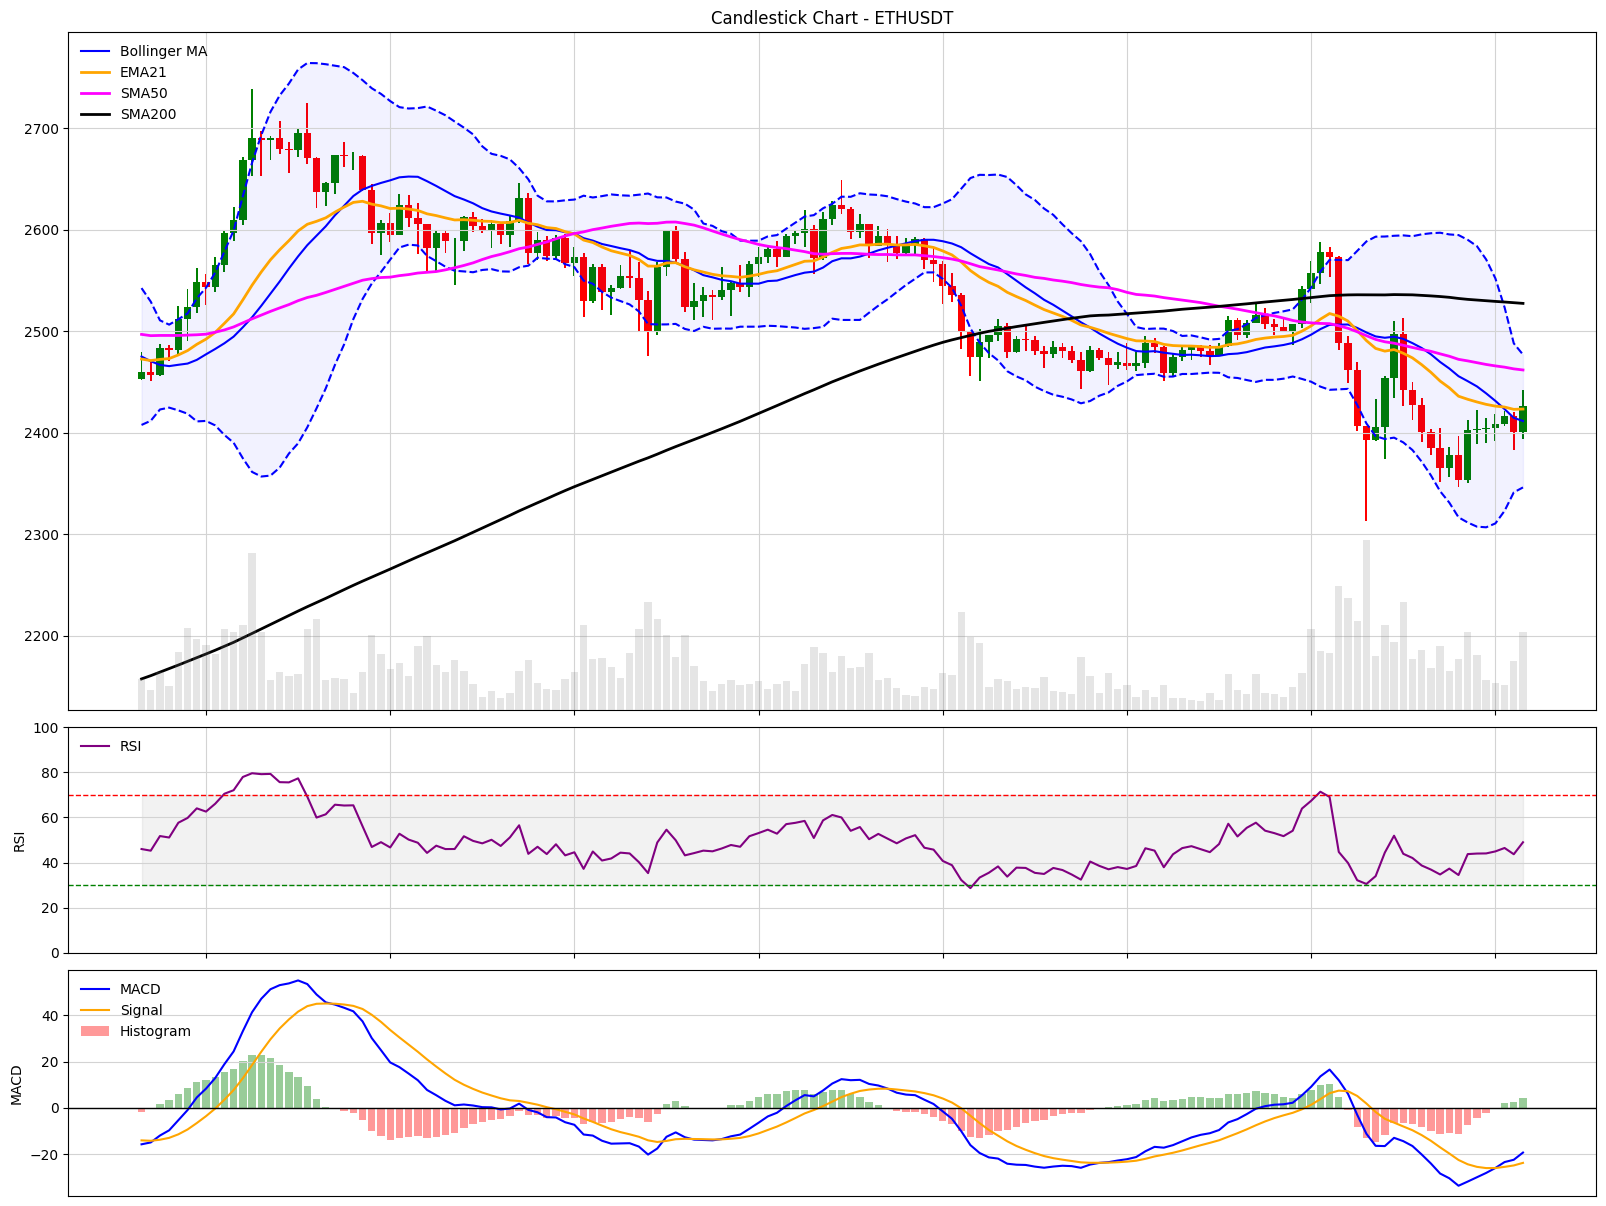 Candlestick Chart - ETHUSDT
Bollinger MA
EMA21
SMA50
SMA200
2700
2600
2500
2400
2300
2200
RSI
100
80
60
40
20
0
RSI
MACD
Signal
Histogram
40
20
0
−20
MACD